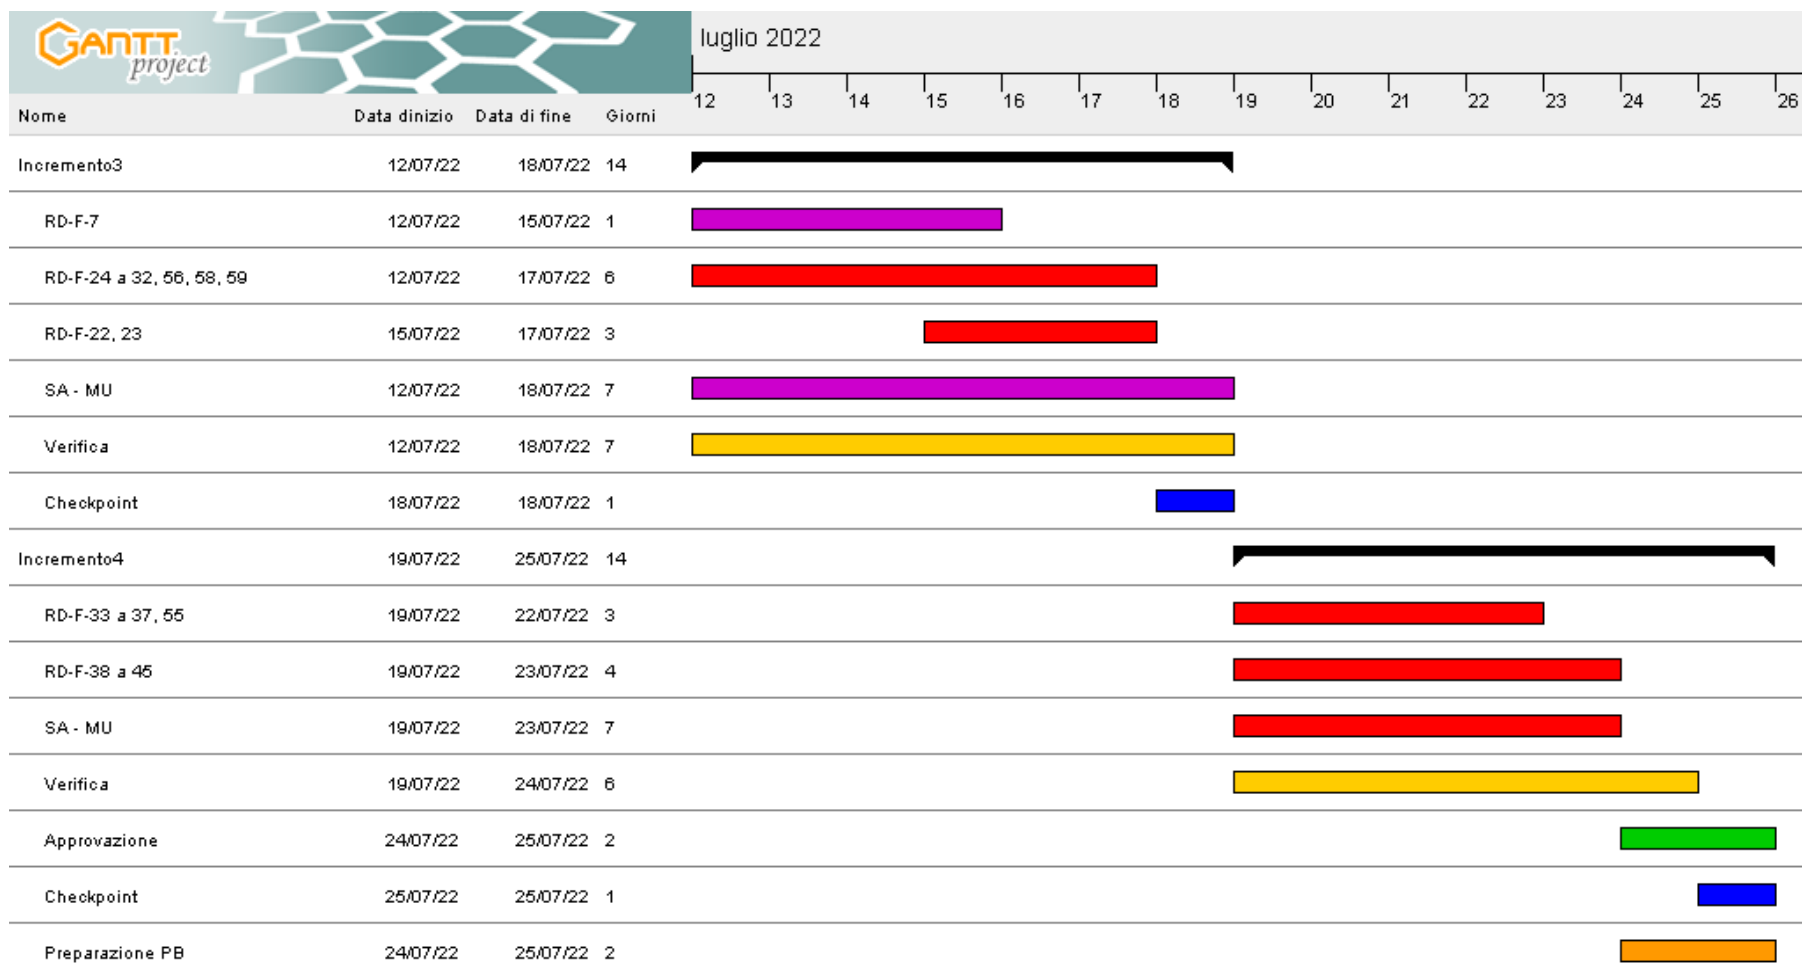 GANTT
project
luglio 2022
12 13 14 15 16 17 18 19 20 21 22 23 24 25 26
Nome Data dinizio Data di fine Giorni
Incremento3 12/07/22 18/07/22 14
RD-F-7 12/07/22 15/07/22 1
RD-F-24 a 32, 56, 58, 59 12/07/22 17/07/22 6
RD-F-22, 23 15/07/22 17/07/22 3
SA - MU 12/07/22 18/07/22 7
Verifica 12/07/22 18/07/22 7
Checkpoint 18/07/22 18/07/22 1
Incremento4 19/07/22 25/07/22 14
RD-F-33 a 37, 55 19/07/22 22/07/22 3
RD-F-38 a 45 19/07/22 23/07/22 4
SA - MU 19/07/22 23/07/22 7
Verifica 19/07/22 24/07/22 6
Approvazione 24/07/22 25/07/22 2
Checkpoint 25/07/22 25/07/22 1
Preparazione PB 24/07/22 25/07/22 2